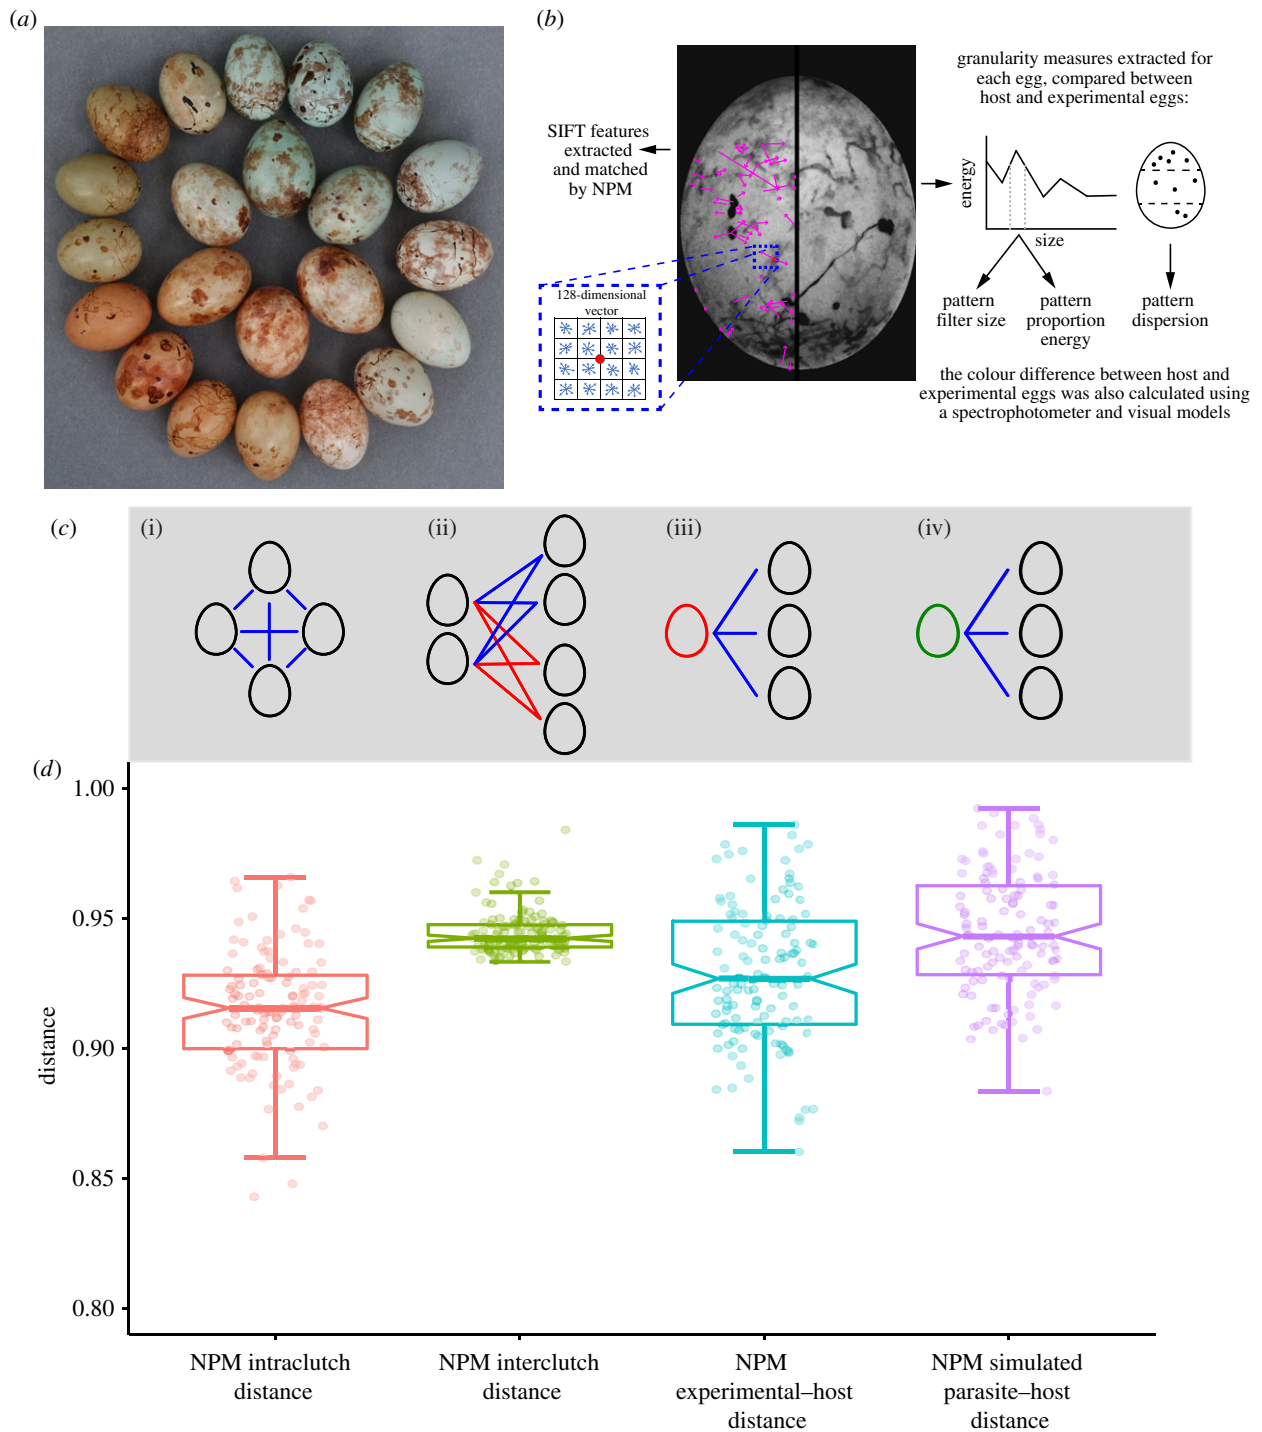 (a)
(b)
SIFT features
extracted
and matched
by NPM
128-dimensional
vector
granularity measures extracted for
each egg, compared between
host and experimental eggs:
energy
size
pattern
filter size
pattern
proportion
energy
pattern
dispersion
the colour difference between host and
experimental eggs was also calculated using
a spectrophotometer and visual models
(c)
(i)
(ii)
(iii)
(iv)
(d)
1.00
0.95
0.90
0.85
0.80
distance
NPM intraclutch
distance
NPM interclutch
distance
NPM
experimental–host
distance
NPM simulated
parasite–host
distance